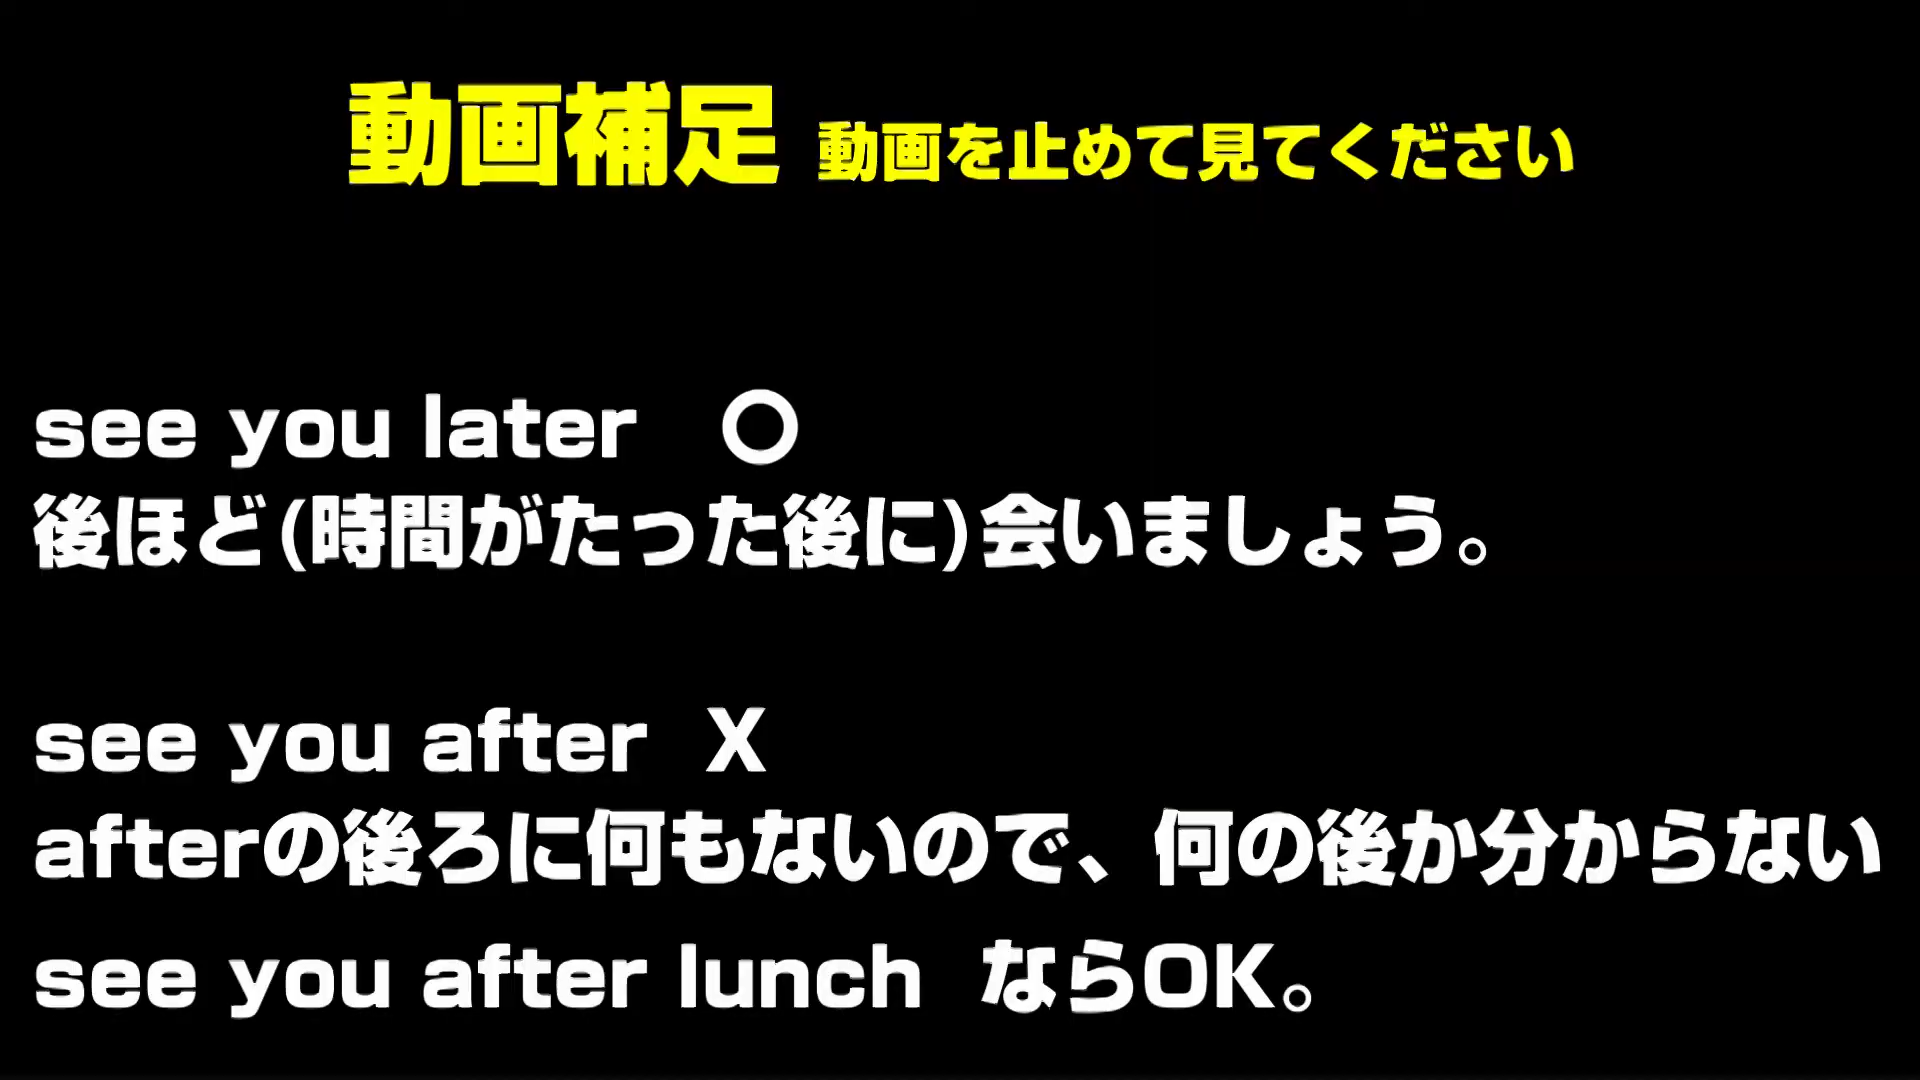 動画補足 動画を止めて見てください
see you later ○
後ほど(時間がたった後に)会いましょう。
see you after X
afterの後ろに何もないので、何の後か分からない
see you after lunch ならOK。